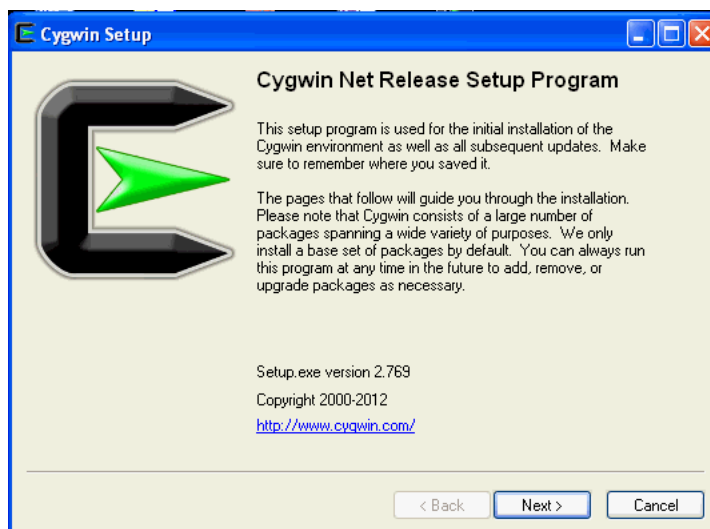 Cygwin Setup
Cygwin Net Release Setup Program
This setup program is used for the initial installation of the
Cygwin environment as well as all subsequent updates.  Make
sure to remember where you saved it.
The pages that follow will guide you through the installation.
Please note that Cygwin consists of a large number of
packages spanning a wide variety of purposes.  We only
install a base set of packages by default.  You can always run
this program at any time in the future to add, remove, or
upgrade packages as necessary.
Setup.exe version 2.769
Copyright 2000-2012
http://www.cygwin.com/
< Back Next > Cancel